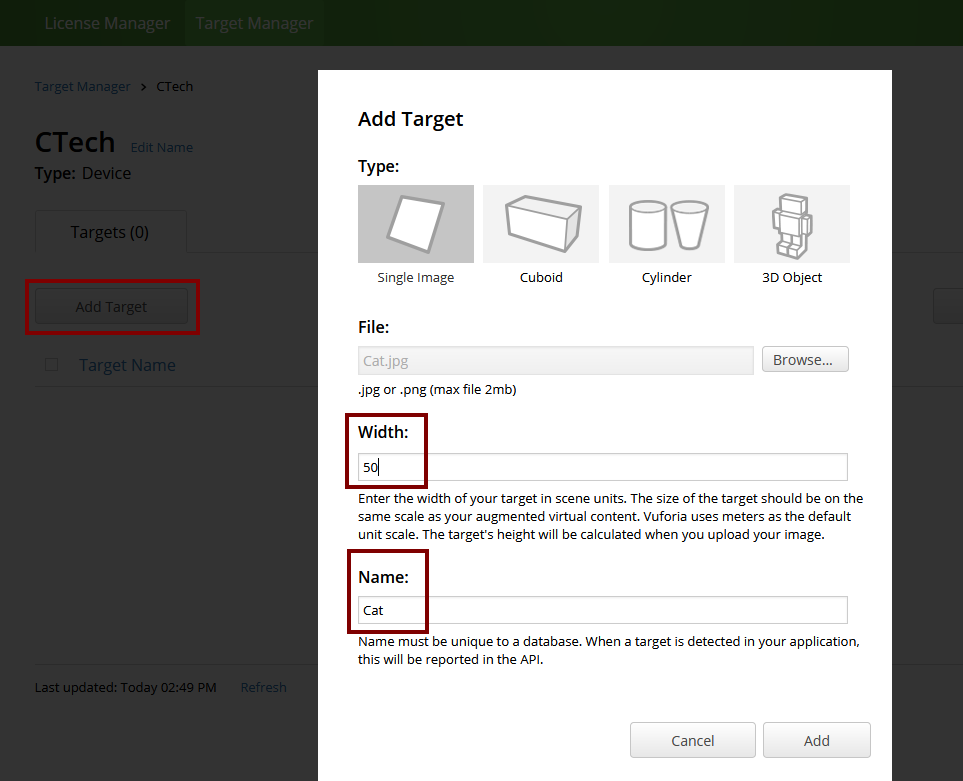 License Manager Target Manager
Target Manager > CTech
CTech Edit Name
Type: Device
Targets (0)
Add Target
Target Name
Last updated: Today 02:49 PM Refresh
Add Target
Type:
Single Image Cuboid Cylinder 3D Object
File:
Cat.jpg Browse...
.jpg or .png (max file 2mb)
Width:
50
Enter the width of your target in scene units. The size of the target should be on the
same scale as your augmented virtual content. Vuforia uses meters as the default
unit scale. The target's height will be calculated when you upload your image.
Name:
Cat
Name must be unique to a database. When a target is detected in your application,
this will be reported in the API.
Cancel Add